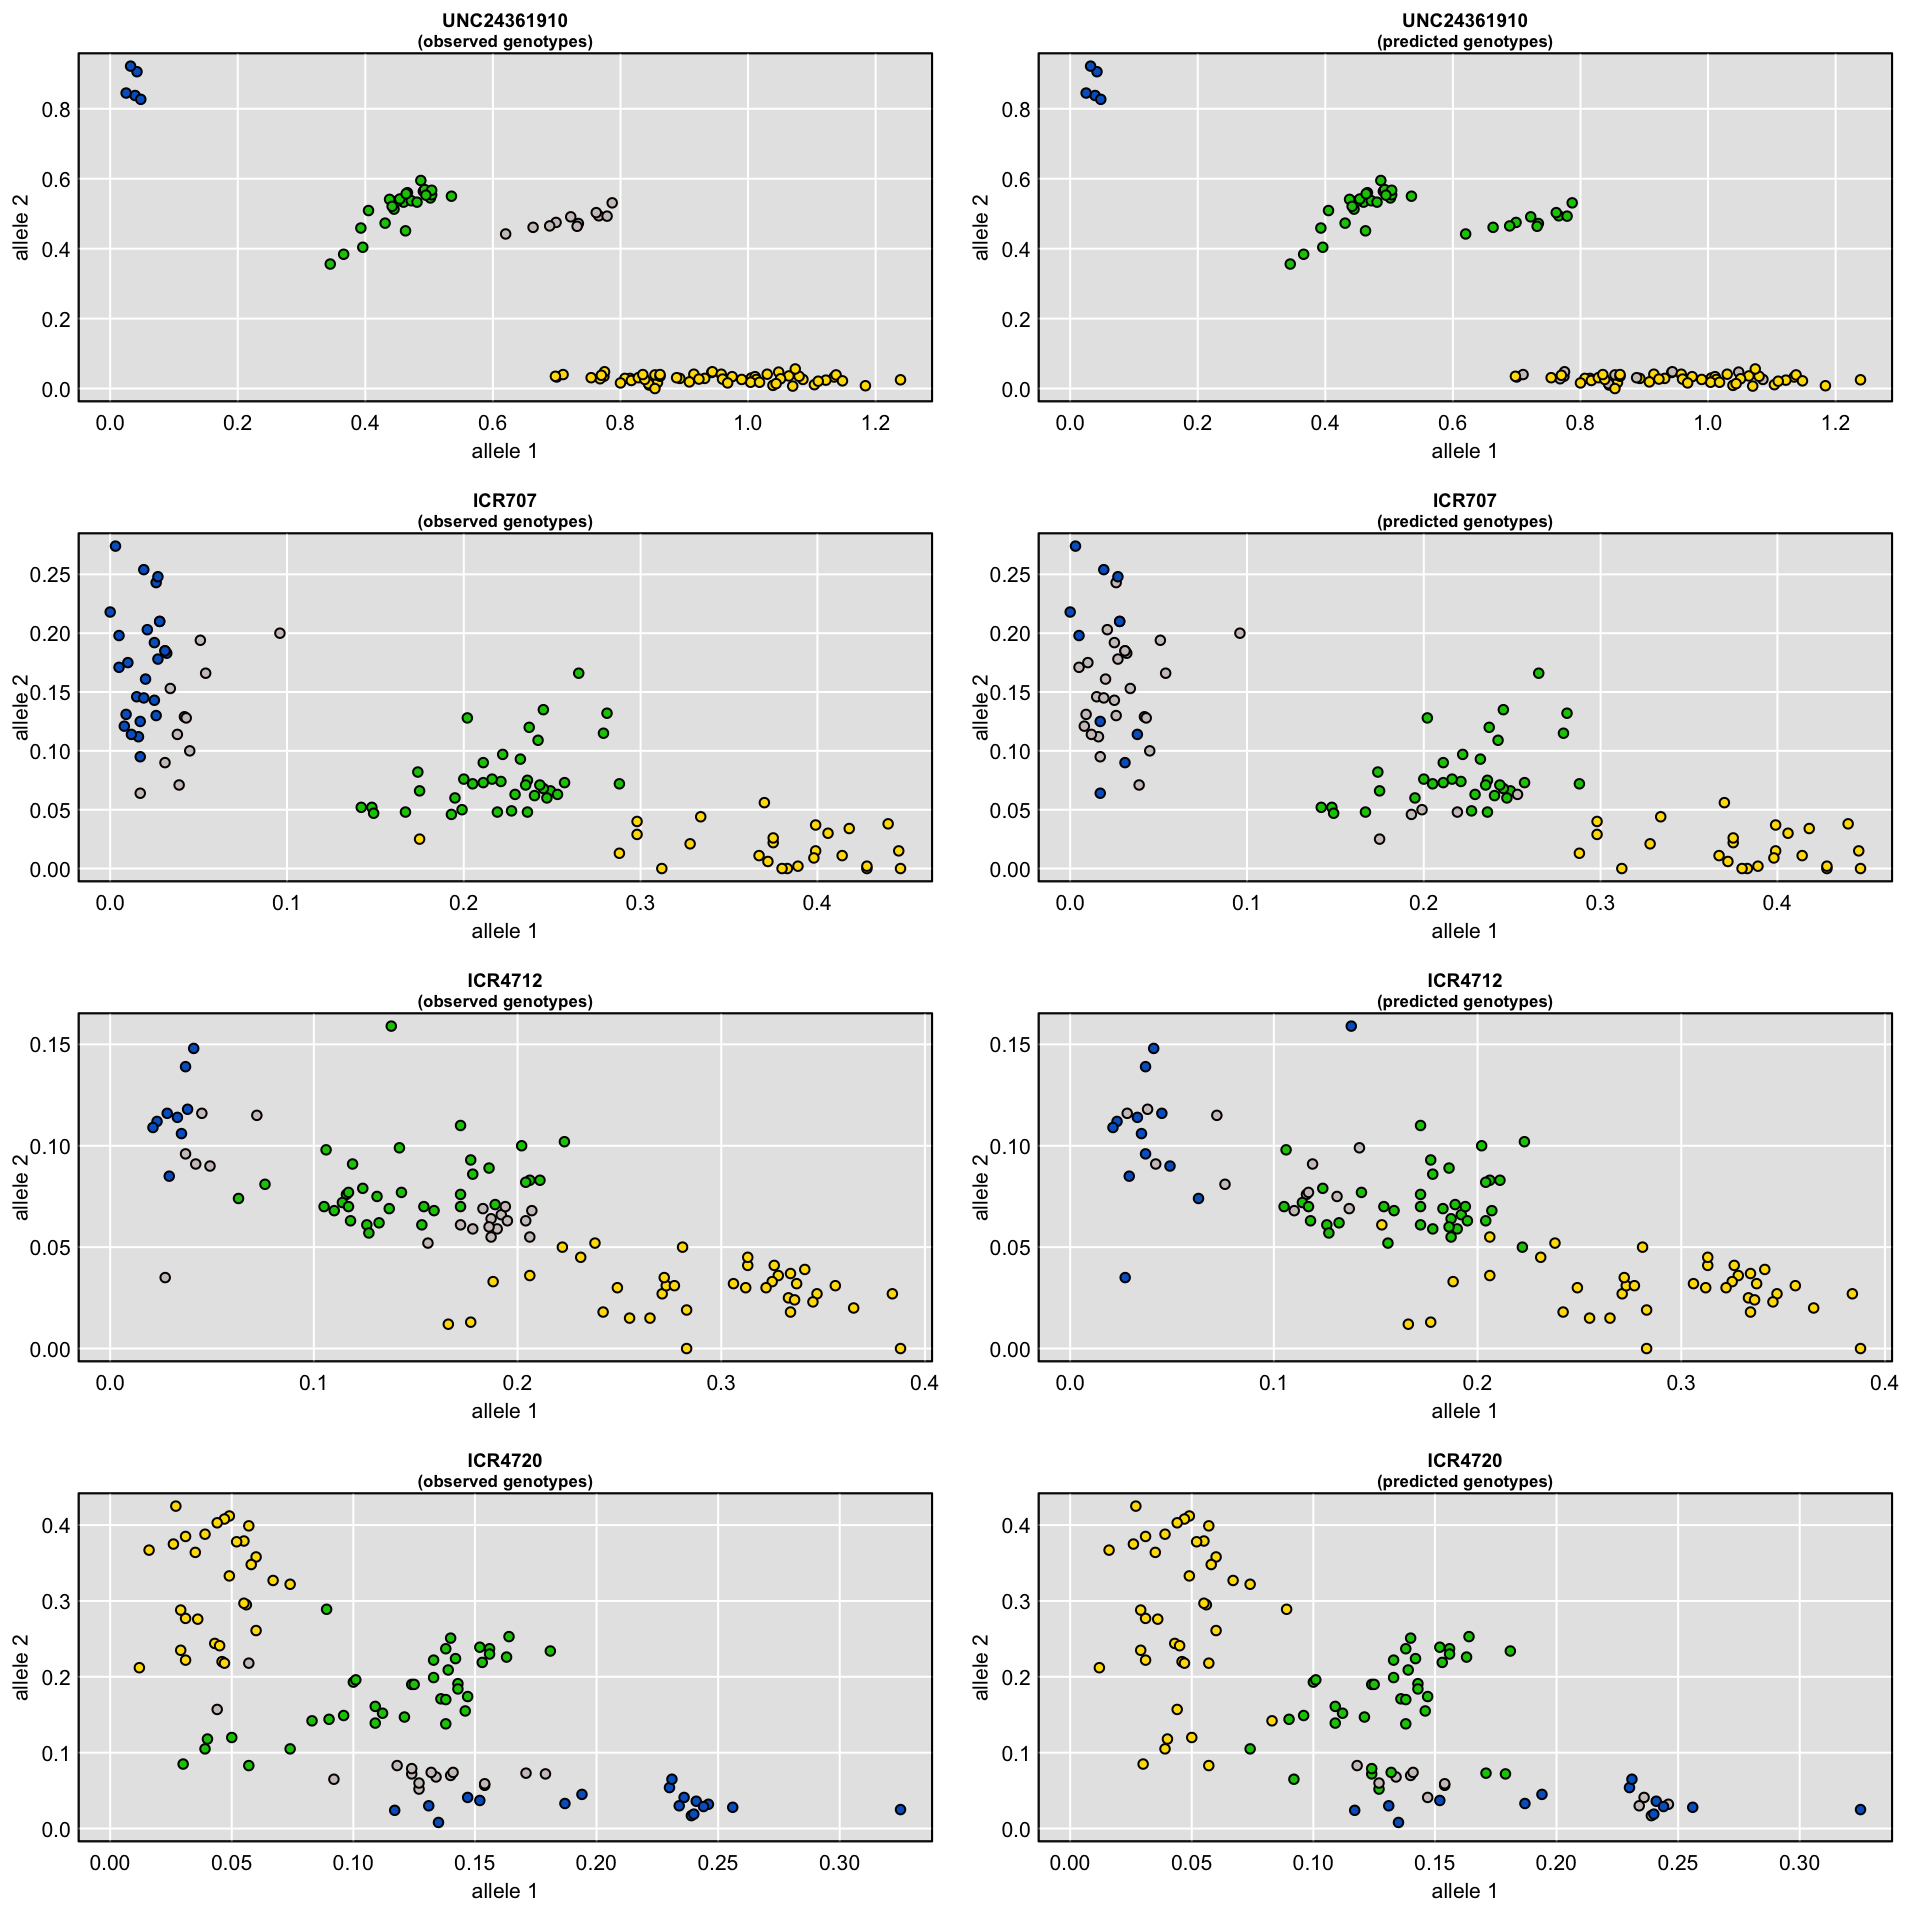 UNC24361910
(observed genotypes)
allele 2
0.8
0.6
0.4
0.2
0.0
0.0 0.2 0.4 0.6 0.8 1.0 1.2
allele 1
UNC24361910
(predicted genotypes)
allele 2
0.8
0.6
0.4
0.2
0.0
0.0 0.2 0.4 0.6 0.8 1.0 1.2
allele 1
ICR707
(observed genotypes)
allele 2
0.25
0.20
0.15
0.10
0.05
0.00
0.0 0.1 0.2 0.3 0.4
allele 1
ICR707
(predicted genotypes)
allele 2
0.25
0.20
0.15
0.10
0.05
0.00
0.0 0.1 0.2 0.3 0.4
allele 1
ICR4712
(observed genotypes)
allele 2
0.15
0.10
0.05
0.00
0.0 0.1 0.2 0.3 0.4
allele 1
ICR4712
(predicted genotypes)
allele 2
0.15
0.10
0.05
0.00
0.0 0.1 0.2 0.3 0.4
allele 1
ICR4720
(observed genotypes)
allele 2
0.4
0.3
0.2
0.1
0.0
0.00 0.05 0.10 0.15 0.20 0.25 0.30
allele 1
ICR4720
(predicted genotypes)
allele 2
0.4
0.3
0.2
0.1
0.0
0.00 0.05 0.10 0.15 0.20 0.25 0.30
allele 1